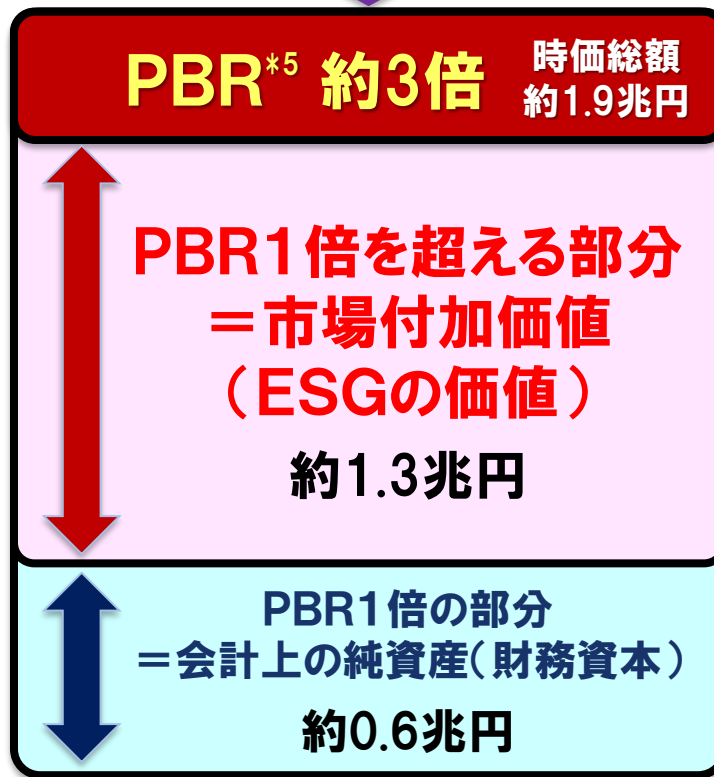 PBR*5 約3倍
時価総額
約1.9兆円
PBR1倍を超える部分
＝市場付加価値
（ESGの価値）
約1.3兆円
PBR1倍の部分
＝会計上の純資産（財務資本）
約0.6兆円